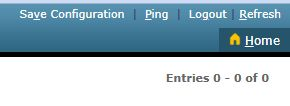 Save Configuration | Ping | Logout | Refresh
Home
Entries 0 - 0 of 0